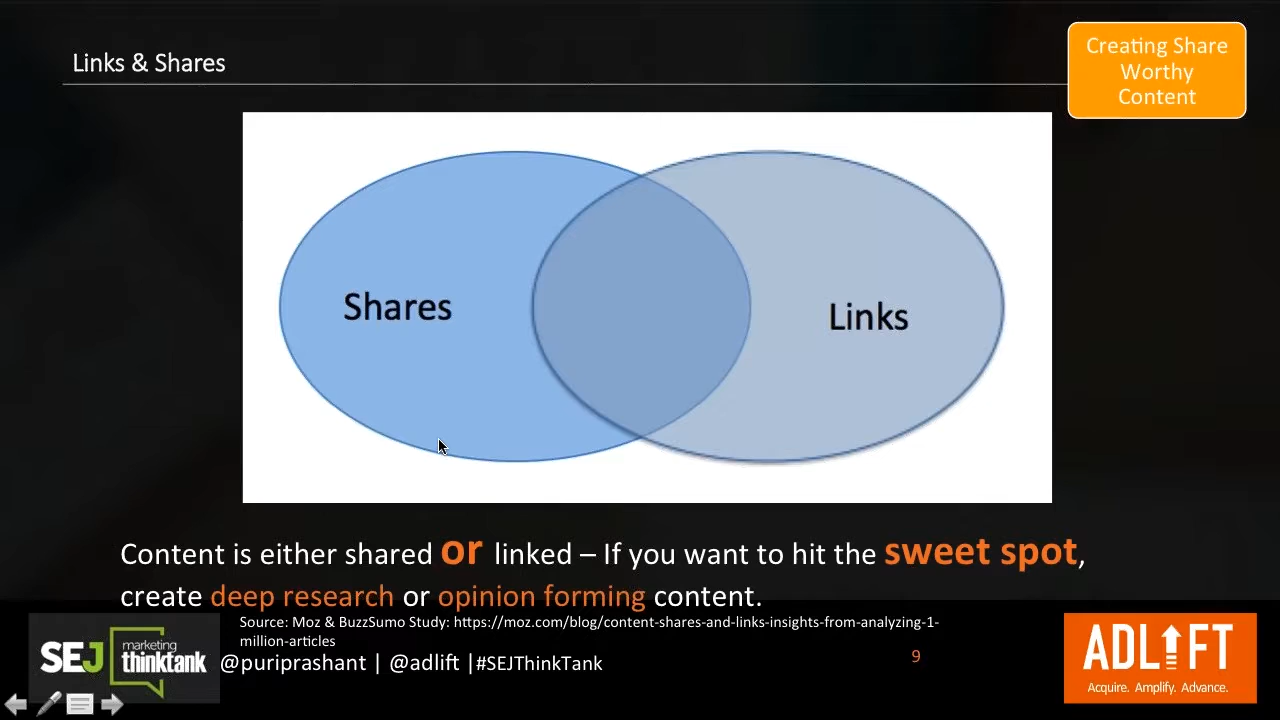 Links & Shares
Creating Share
Worthy
Content
Shares
Links
Content is either shared or linked – If you want to hit the sweet spot,
create deep research or opinion forming content.
Source: Moz & BuzzSumo Study: https://moz.com/blog/content-shares-and-links-insights-from-analyzing-1-
million-articles
SEJ marketing
thinktank
@puriprashant | @adlift |#SEJThinkTank
9
ADLIFT
Acquire. Amplify. Advance.